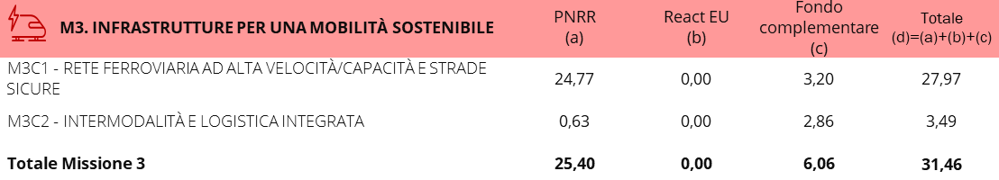 M3. INFRASTRUTTURE PER UNA MOBILITÀ SOSTENIBILE PNRR (a) React EU (b) Fondo complementare (c) Totale (d)=(a)+(b)+(c)
M3C1 - RETE FERROVIARIA AD ALTA VELOCITÀ/CAPACITÀ E STRADE
SICURE 24,77 0,00 3,20 27,97
M3C2 - INTERMODALITÀ E LOGISTICA INTEGRATA 0,63 0,00 2,86 3,49
Totale Missione 3 25,40 0,00 6,06 31,46